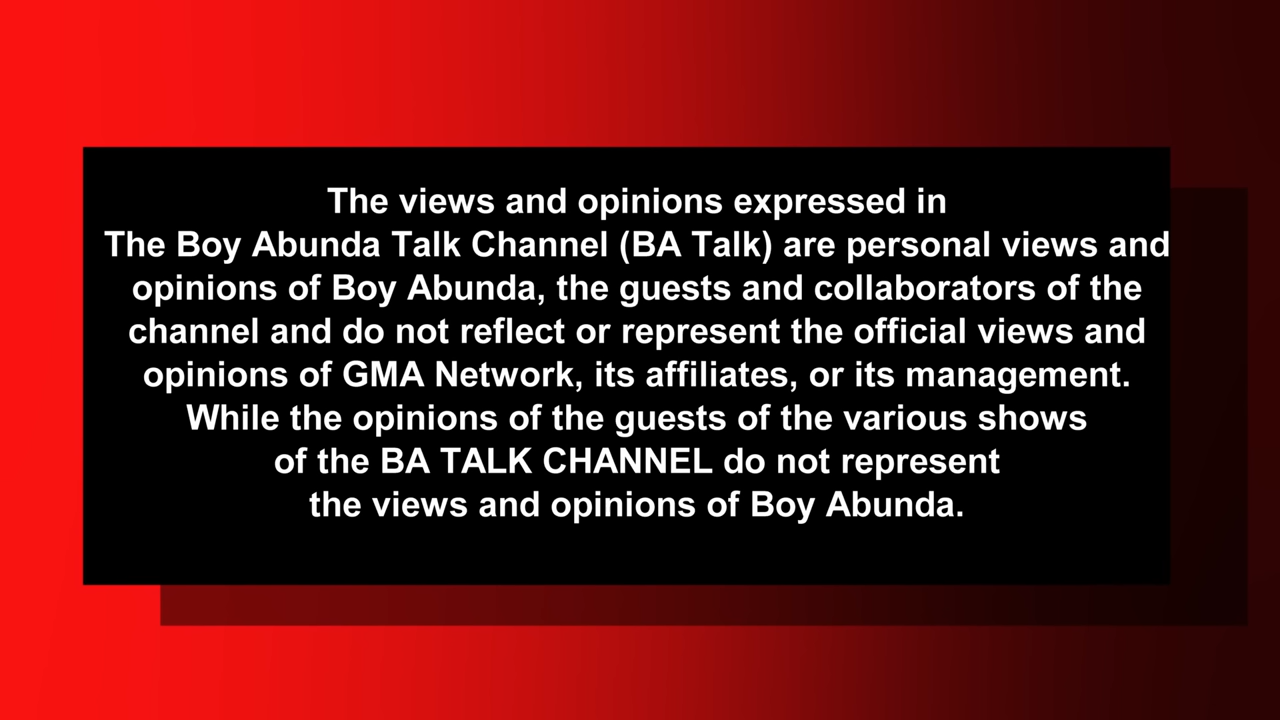 The views and opinions expressed in
The Boy Abunda Talk Channel (BA Talk) are personal views and
opinions of Boy Abunda, the guests and collaborators of the
channel and do not reflect or represent the official views and
opinions of GMA Network, its affiliates, or its management.
While the opinions of the guests of the various shows
of the BA TALK CHANNEL do not represent
the views and opinions of Boy Abunda.